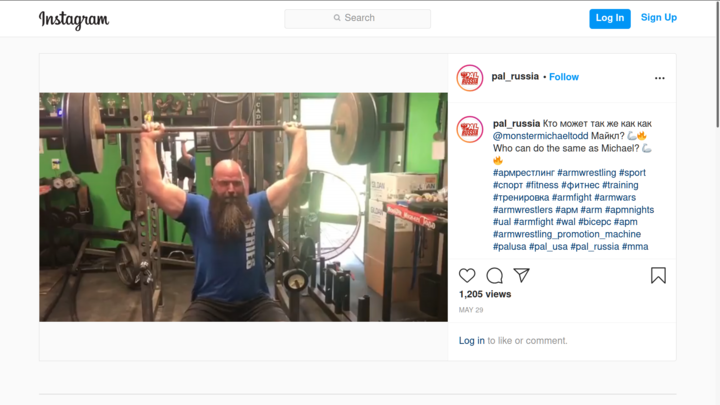 Instagram
Search
Log In
Sign Up
pal_russia • Follow
pal_russia Кто может так же как как
@monstermichaeltodd Майкл? 🦾🔥
Who can do the same as Michael? 🦾
🔥
#армрестлинг #armwrestling #sport
#спорт #fitness #фитнес #training
#тренировка #armfight #armwars
#armwrestlers #арм #arm #apmnights
#ual #armfight #wal #bicepc #apm
#armwrestling_promotion_machine
#palusa #pal_usa #pal_russia #mma
1,205 views
MAY 29
Log in to like or comment.